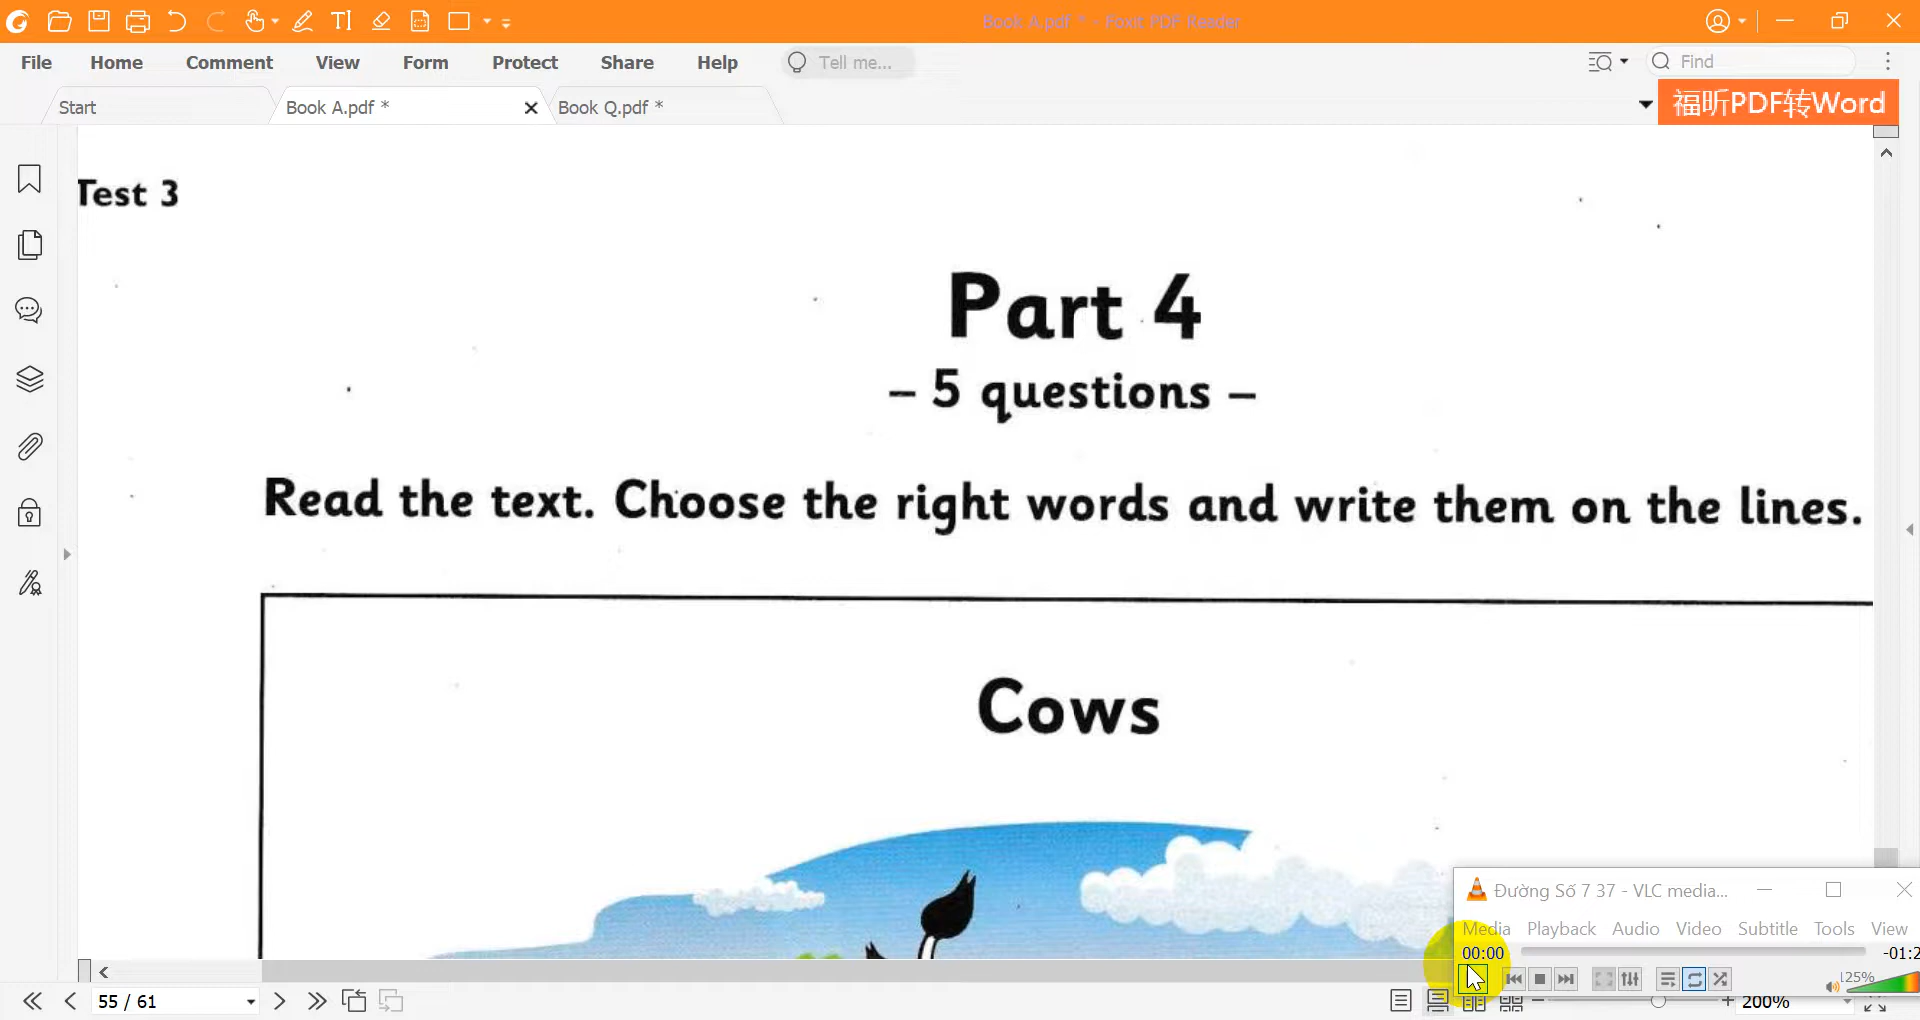 Book A.pdf * - Foxit PDF Reader
File Home Comment View Form Protect Share Help Tell me... Find
Start Book A.pdf * Book Q.pdf * 福昕PDF转Word
Test 3
Part 4
– 5 questions –
Read the text. Choose the right words and write them on the lines.
Cows
Đường Số 7 37 - VLC media...
Media Playback Audio Video Subtitle Tools View
00:00 -01:2
125%
55 / 61 200%